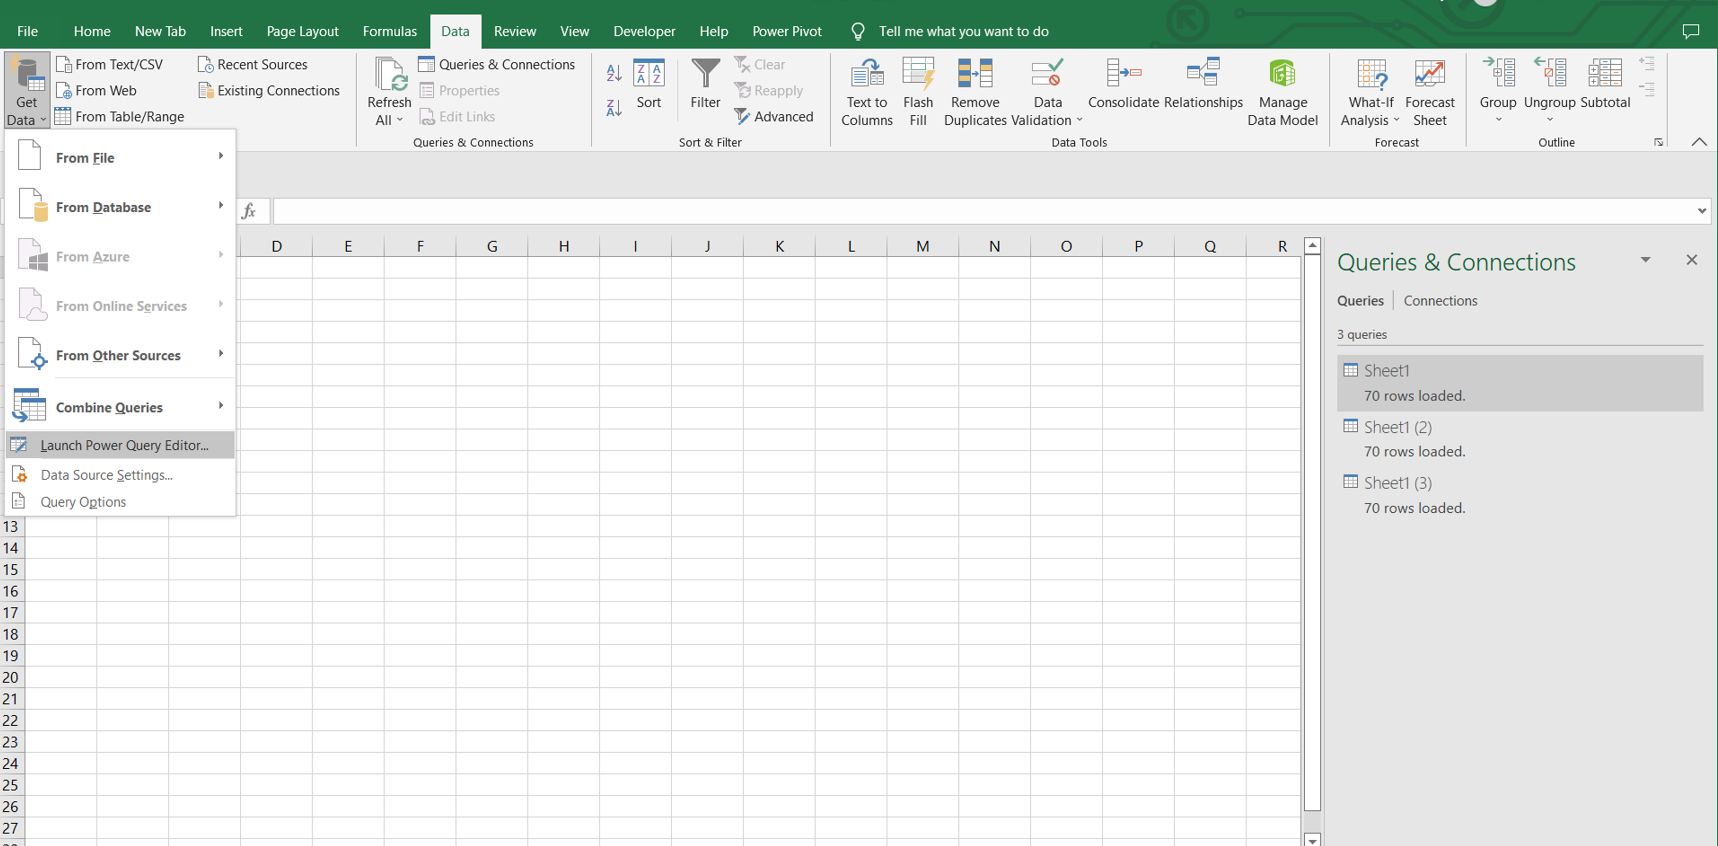 File Home New Tab Insert Page Layout Formulas Data Review View Developer Help Power Pivot Tell me what you want to do
Get Data
From Text/CSV
From Web
From Table/Range
Recent Sources
Existing Connections
Refresh All
Queries & Connections
Properties
Edit Links
Queries & Connections
Sort
Filter
Clear
Reapply
Advanced
Sort & Filter
Text to Columns
Flash Fill
Remove Duplicates
Data Validation
Consolidate
Relationships
Manage Data Model
Data Tools
What-If Analysis
Forecast Sheet
Forecast
Group
Ungroup
Subtotal
Outline
From File
From Database
From Azure
From Online Services
From Other Sources
Combine Queries
Launch Power Query Editor...
Data Source Settings...
Query Options
fx
D E F G H I J K L M N O P Q R
13
14
15
16
17
18
19
20
21
22
23
24
25
26
27
Queries & Connections
Queries Connections
3 queries
Sheet1
70 rows loaded.
Sheet1 (2)
70 rows loaded.
Sheet1 (3)
70 rows loaded.